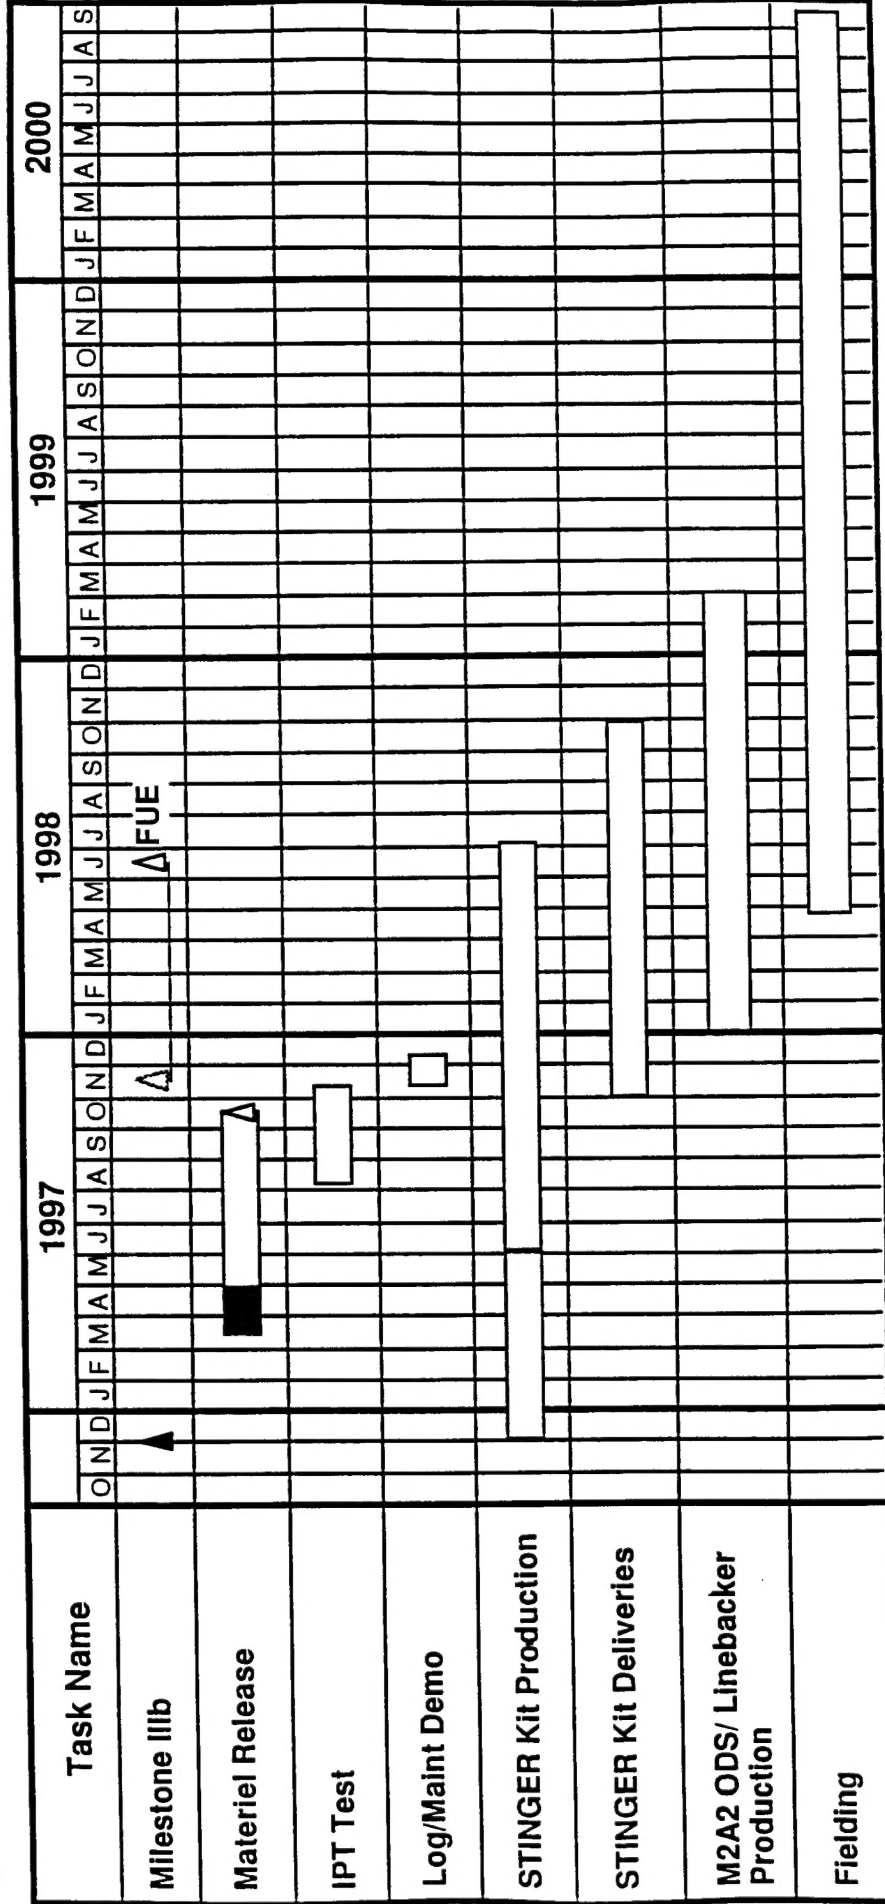 Task Name
1997
1998
1999
2000
O N D J F M A M J J A S O N D J F M A M J J A S O N D J F M A M J J A S O N D J F M A M J J A S
Milestone IIIb
FUE
Materiel Release
IPT Test
Log/Maint Demo
STINGER Kit Production
STINGER Kit Deliveries
M2A2 ODS/ Linebacker
Production
Fielding